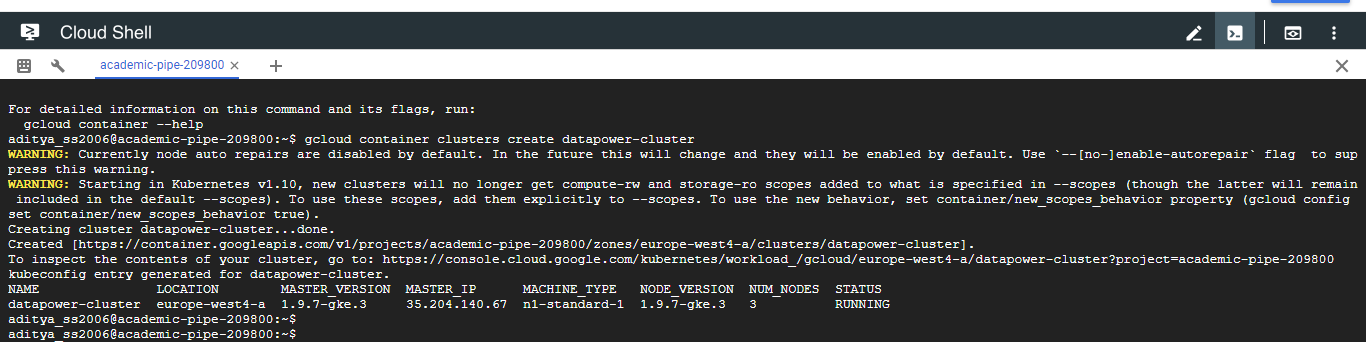 Cloud Shell
academic-pipe-209800
For detailed information on this command and its flags, run:
  gcloud container --help
aditya_ss2006@academic-pipe-209800:~$ gcloud container clusters create datapower-cluster
WARNING: Currently node auto repairs are disabled by default. In the future this will change and they will be enabled by default. Use `--[no-]enable-autorepair` flag  to sup
press this warning.
WARNING: Starting in Kubernetes v1.10, new clusters will no longer get compute-rw and storage-ro scopes added to what is specified in --scopes (though the latter will remain
 included in the default --scopes). To use these scopes, add them explicitly to --scopes. To use the new behavior, set container/new_scopes_behavior property (gcloud config
set container/new_scopes_behavior true).
Creating cluster datapower-cluster...done.
Created [https://container.googleapis.com/v1/projects/academic-pipe-209800/zones/europe-west4-a/clusters/datapower-cluster].
To inspect the contents of your cluster, go to: https://console.cloud.google.com/kubernetes/workload_/gcloud/europe-west4-a/datapower-cluster?project=academic-pipe-209800
kubeconfig entry generated for datapower-cluster.
NAME               LOCATION        MASTER_VERSION  MASTER_IP      MACHINE_TYPE   NODE_VERSION  NUM_NODES  STATUS
datapower-cluster  europe-west4-a  1.9.7-gke.3     35.204.140.67  n1-standard-1  1.9.7-gke.3   3          RUNNING
aditya_ss2006@academic-pipe-209800:~$
aditya_ss2006@academic-pipe-209800:~$